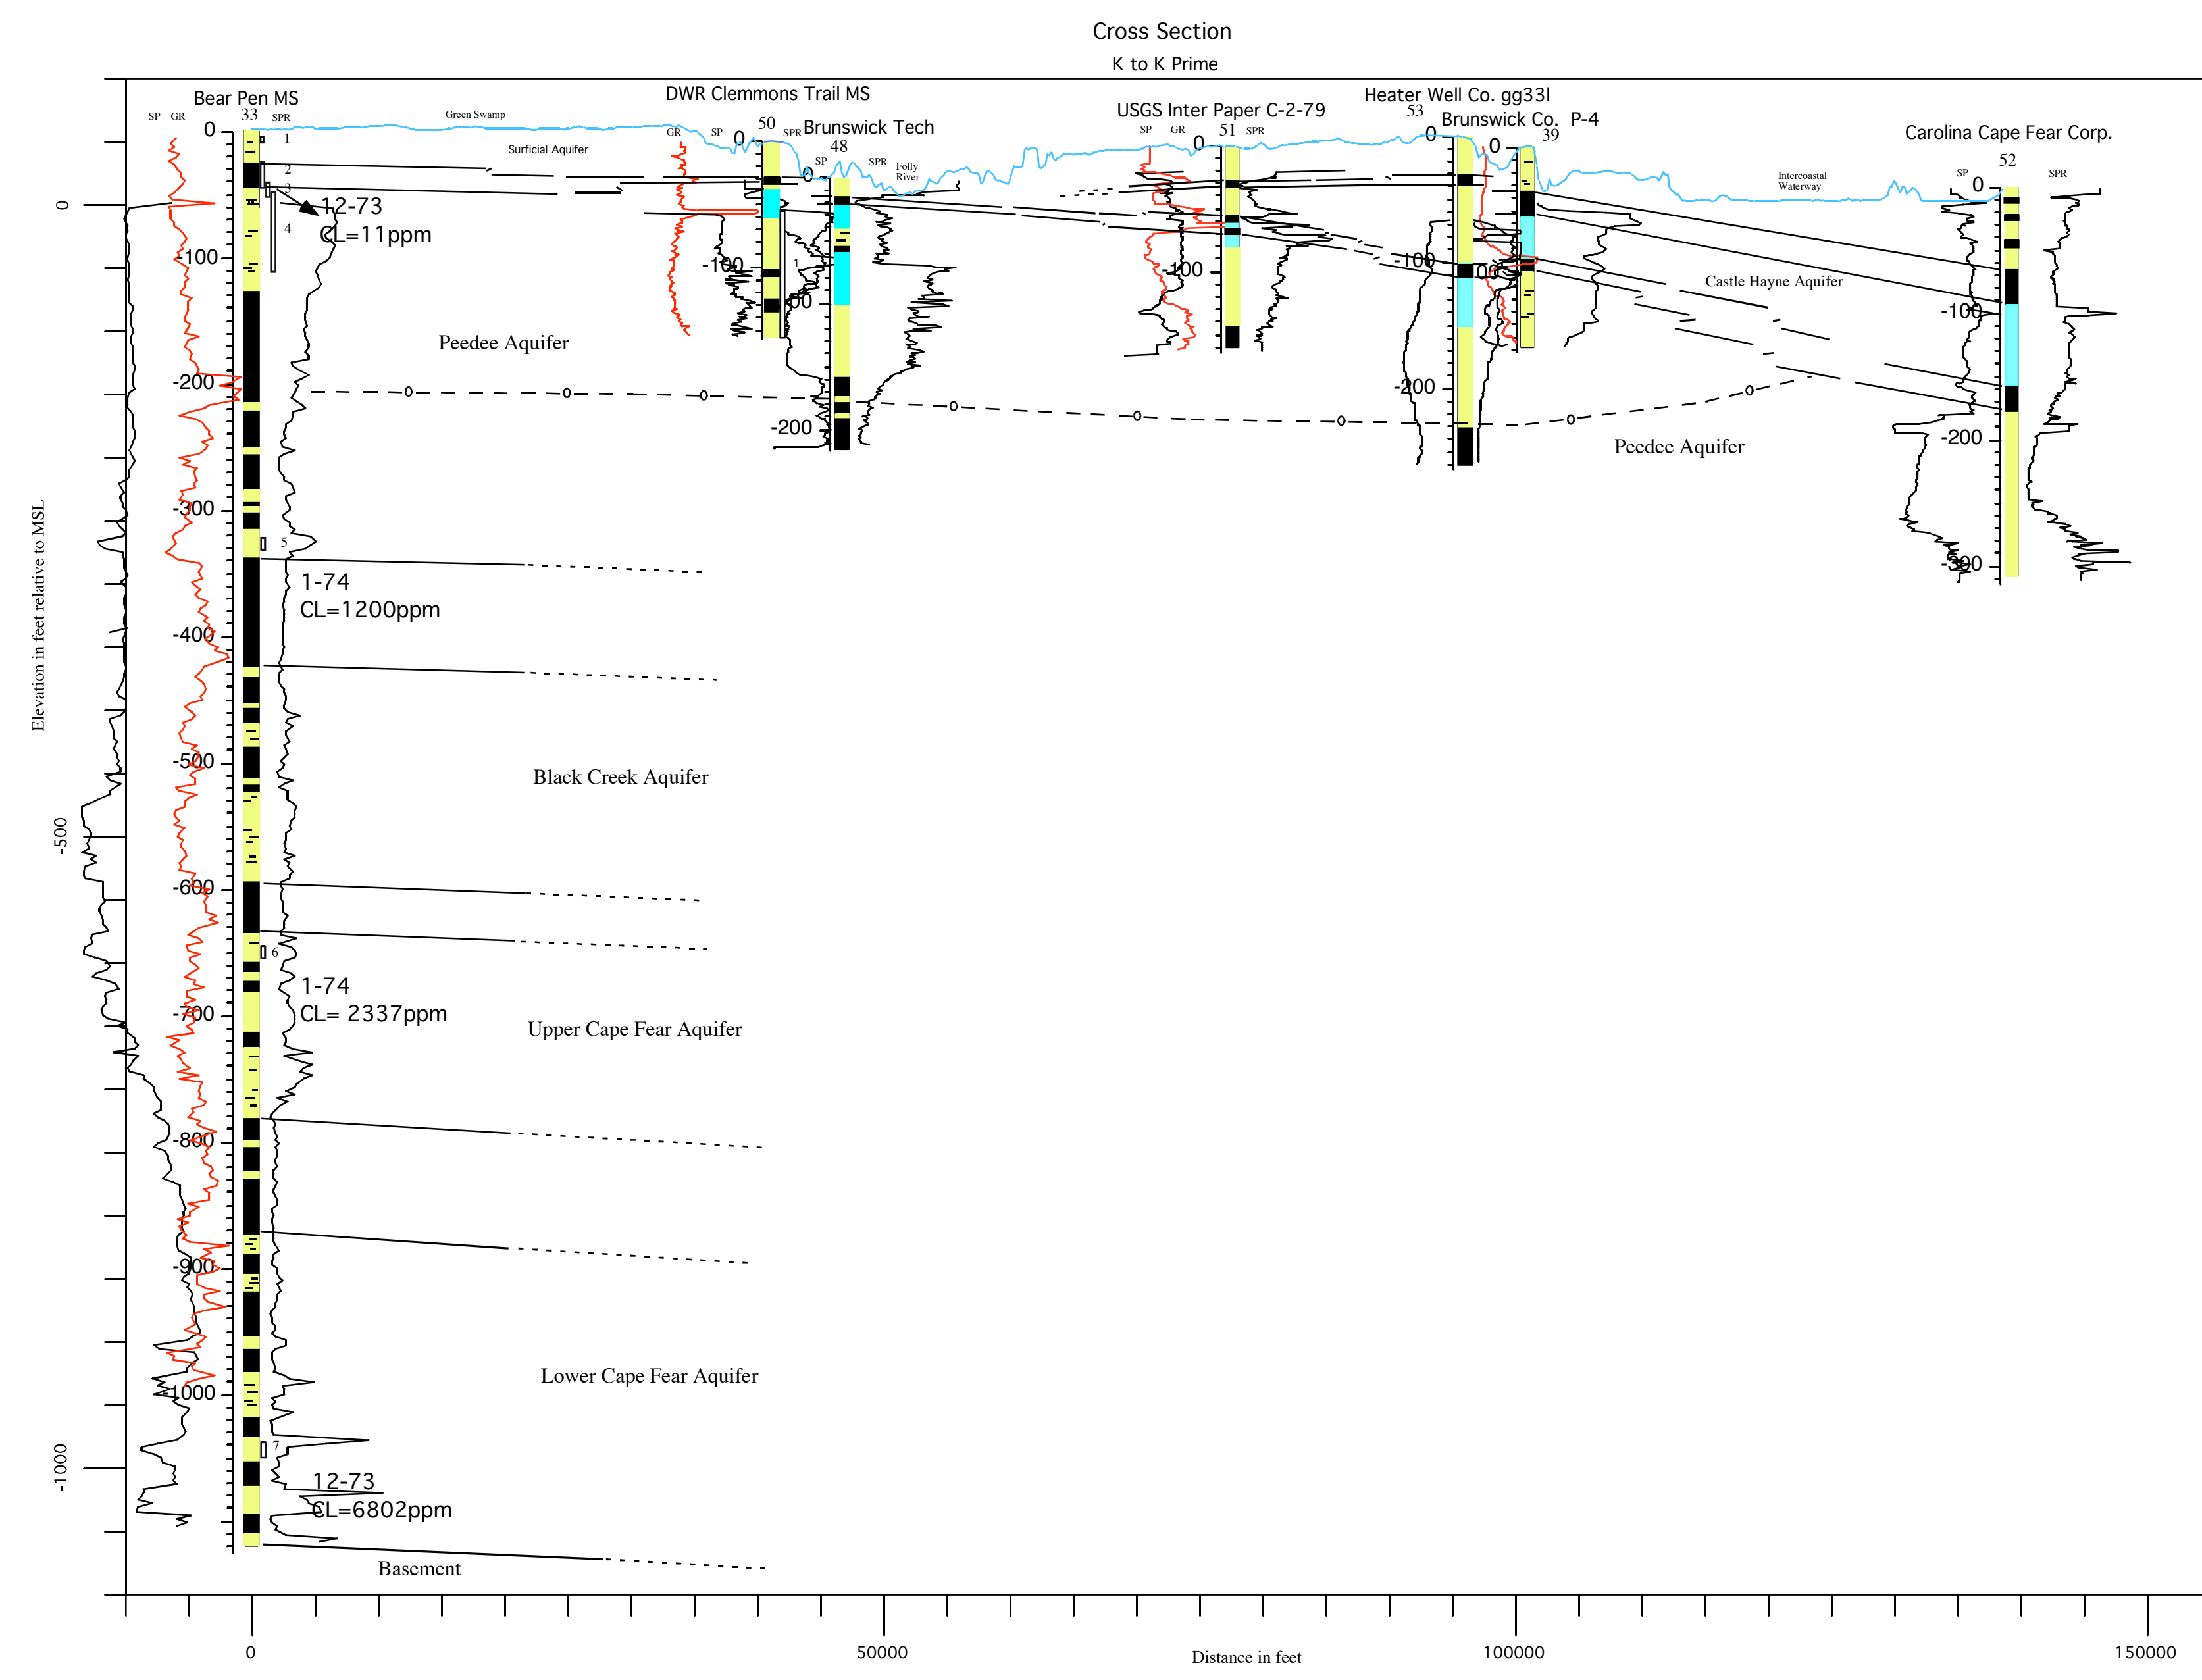 Cross Section
K to K Prime
Bear Pen MS
33
SP GR SPR
Green Swamp
Surficial Aquifer
DWR Clemmons Trail MS
50
GR SP SPR
Brunswick Tech
48
SP SPR
Folly
River
USGS Inter Paper C-2-79
51
SP GR SPR
Heater Well Co. gg33l
53
Brunswick Co. P-4
39
Carolina Cape Fear Corp.
52
SP SPR
Intercoastal
Waterway
Castle Hayne Aquifer
Peedee Aquifer
Peedee Aquifer
0
-100
-200
-300
-400
-500
-600
-700
-800
-900
-1000
1
2
3
4
5
6
7
12-73
CL=11ppm
1-74
CL=1200ppm
Black Creek Aquifer
1-74
CL= 2337ppm
Upper Cape Fear Aquifer
Lower Cape Fear Aquifer
12-73
CL=6802ppm
Basement
0
-100
1
0
-200
0
-100
0
-100
-200
0
0
-100
-200
-300
Elevation in feet relative to MSL
0
-500
-1000
0
50000
100000
150000
Distance in feet